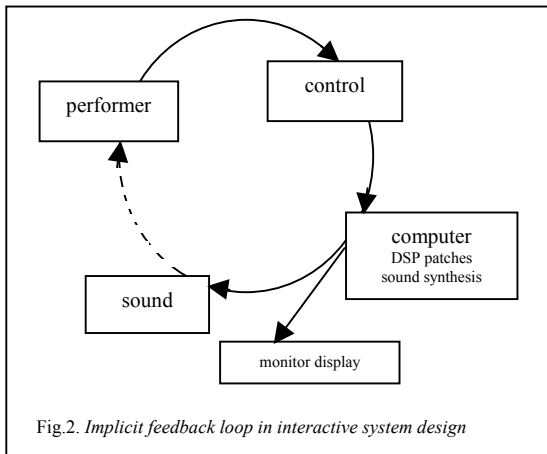 performer
control
computer
DSP patches
sound synthesis
sound
monitor display
Fig.2. Implicit feedback loop in interactive system design